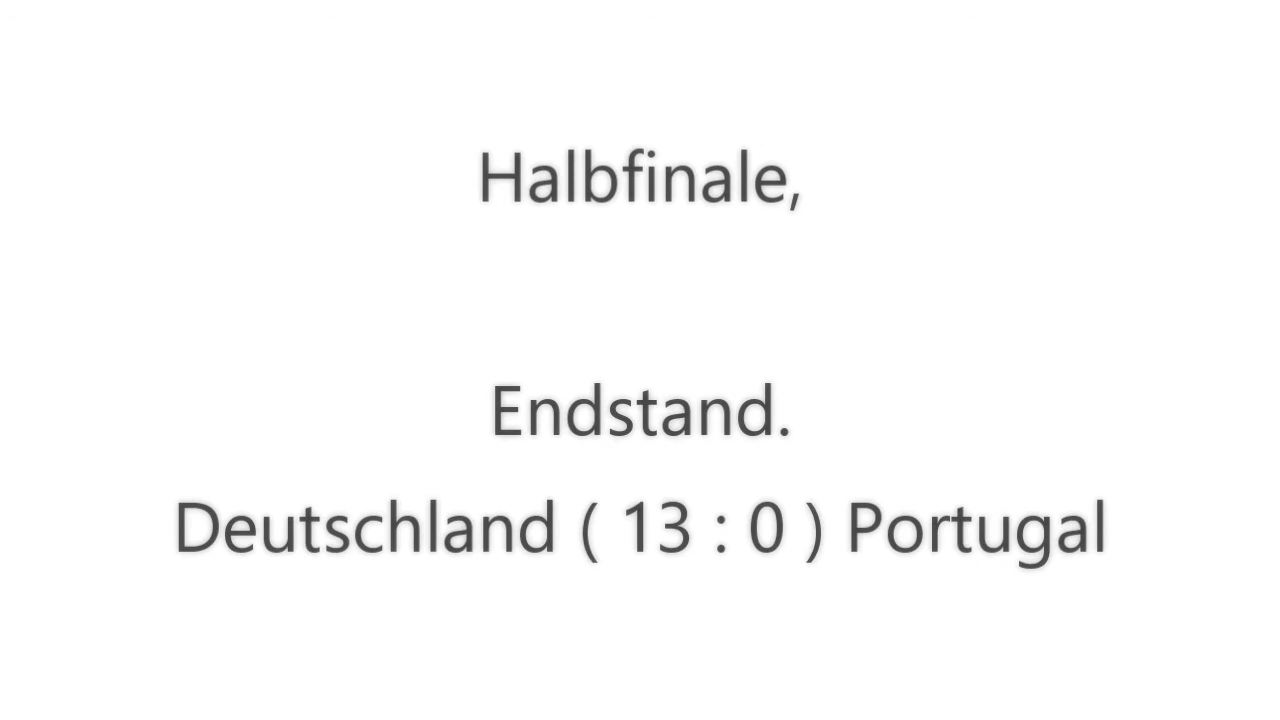 Halbfinale,
Endstand.
Deutschland ( 13 : 0 ) Portugal